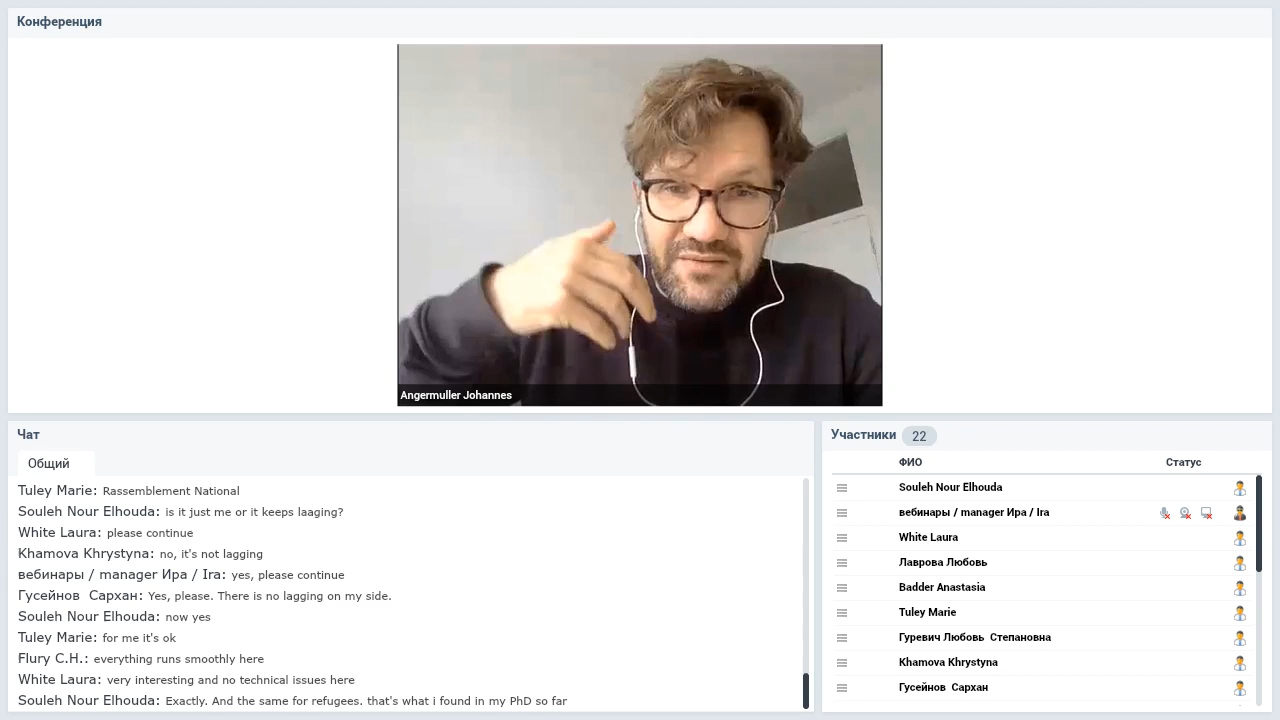 Конференция
Angermuller Johannes
Чат
Общий
Tuley Marie: Rassemblement National
Souleh Nour Elhouda: is it just me or it keeps laaging?
White Laura: please continue
Khamova Khrystyna: no, it's not lagging
вебинары / manager Ира / Ira: yes, please continue
Гусейнов Сархан: Yes, please. There is no lagging on my side.
Souleh Nour Elhouda: now yes
Tuley Marie: for me it's ok
Flury C.H.: everything runs smoothly here
White Laura: very interesting and no technical issues here
Souleh Nour Elhouda: Exactly. And the same for refugees. that's what i found in my PhD so far
Участники 22
ФИО Статус
Souleh Nour Elhouda
вебинары / manager Ира / Ira
White Laura
Лаврова Любовь
Badder Anastasia
Tuley Marie
Гуревич Любовь Степановна
Khamova Khrystyna
Гусейнов Сархан